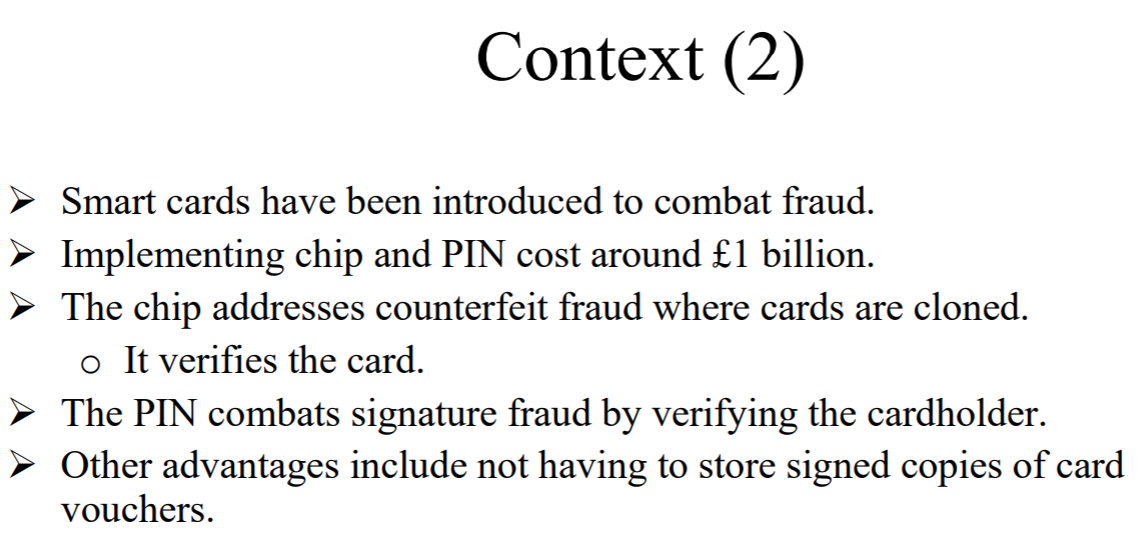 Context (2)
➢ Smart cards have been introduced to combat fraud.
➢ Implementing chip and PIN cost around £1 billion.
➢ The chip addresses counterfeit fraud where cards are cloned.
o It verifies the card.
➢ The PIN combats signature fraud by verifying the cardholder.
➢ Other advantages include not having to store signed copies of card
vouchers.